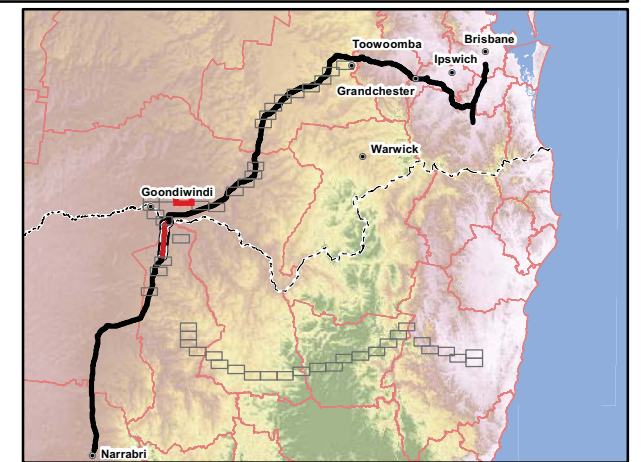 Brisbane
Toowoomba
Ipswich
Grandchester
Warwick
Goondiwindi
Narrabri